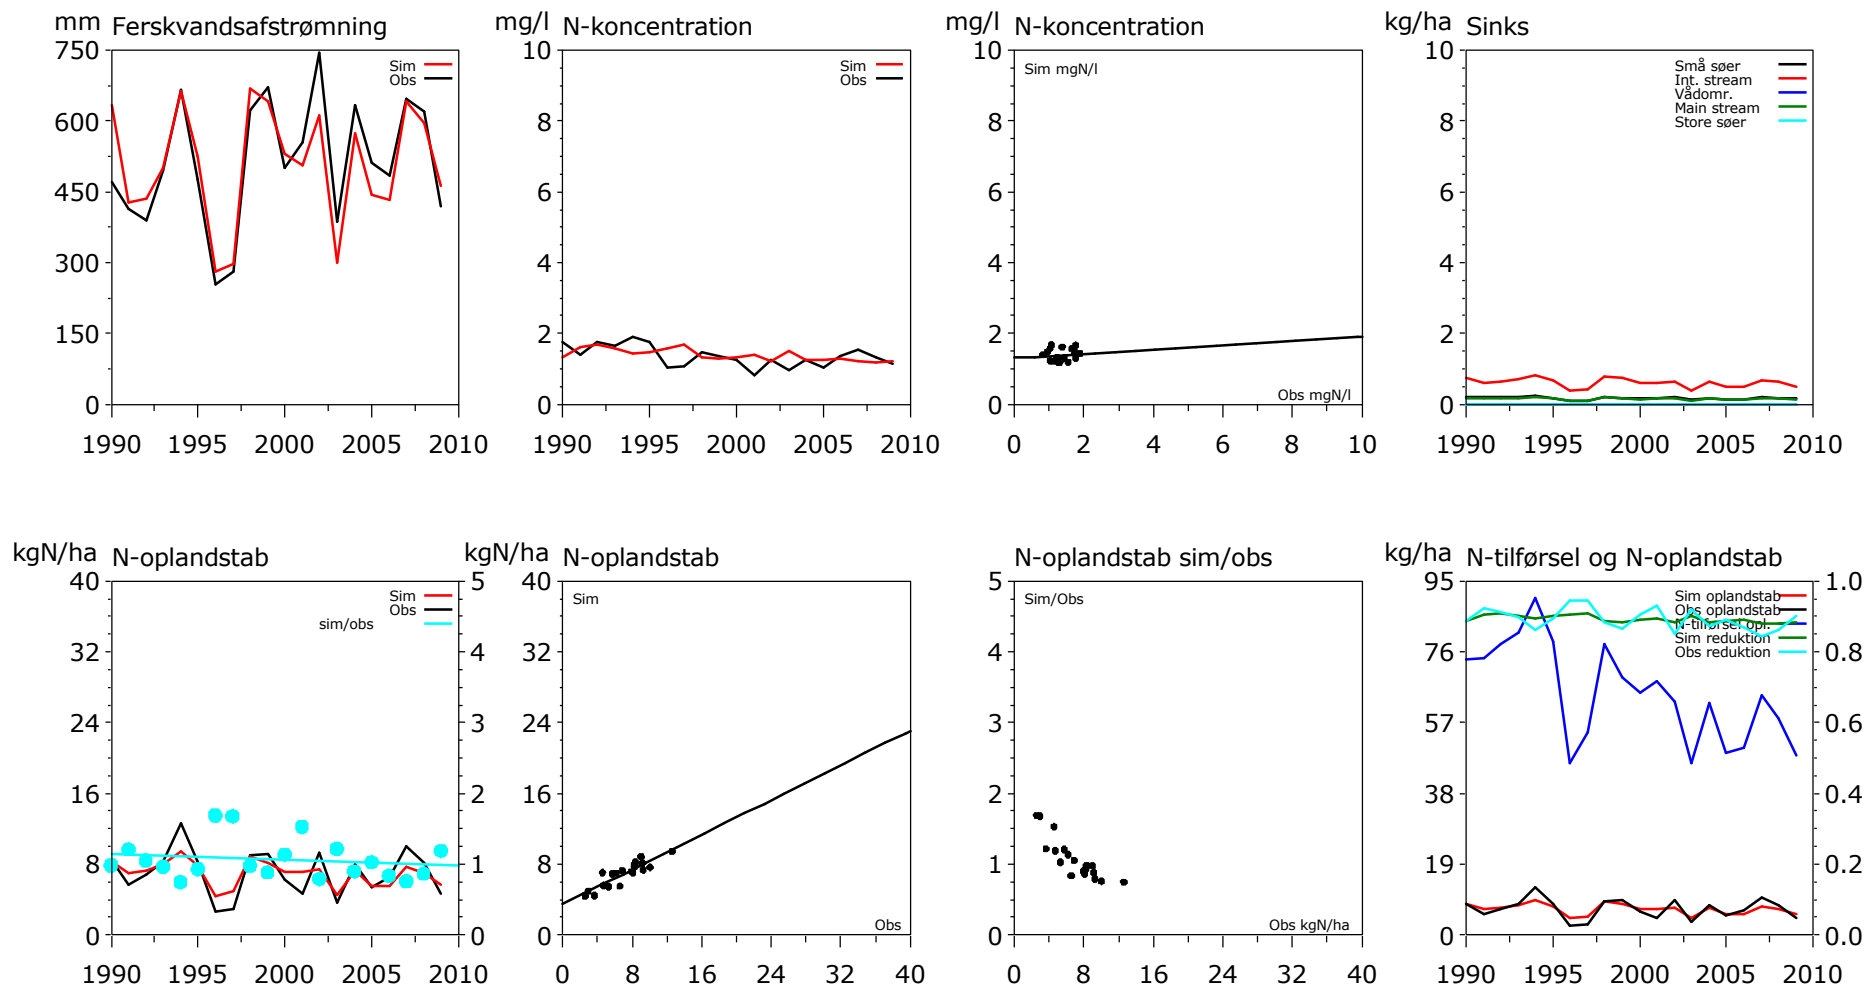 mm Ferskvandsafstrømning
750
600
450
300
150
0
Sim
Obs
1990 1995 2000 2005 2010
mg/l N-koncentration
10
8
6
4
2
0
Sim
Obs
1990 1995 2000 2005 2010
mg/l N-koncentration
10
8
6
4
2
0
Sim mgN/l
Obs mgN/l
0 2 4 6 8 10
kg/ha Sinks
10
8
6
4
2
0
Små søer
Int. stream
Vådomr.
Main stream
Store søer
1990 1995 2000 2005 2010
kgN/ha N-oplandstab
40
32
24
16
8
0
Sim
Obs
sim/obs
5
4
3
2
1
0
1990 1995 2000 2005 2010
kgN/ha N-oplandstab
40
32
24
16
8
0
Sim
Obs
0 8 16 24 32 40
N-oplandstab sim/obs
5
4
3
2
1
0
Sim/Obs
Obs kgN/ha
0 8 16 24 32 40
kg/ha N-tilførsel og N-oplandstab
95
76
57
38
19
0
Sim oplandstab
Obs oplandstab
N-tilførsel opl.
Sim reduktion
Obs reduktion
1.0
0.8
0.6
0.4
0.2
0.0
1990 1995 2000 2005 2010